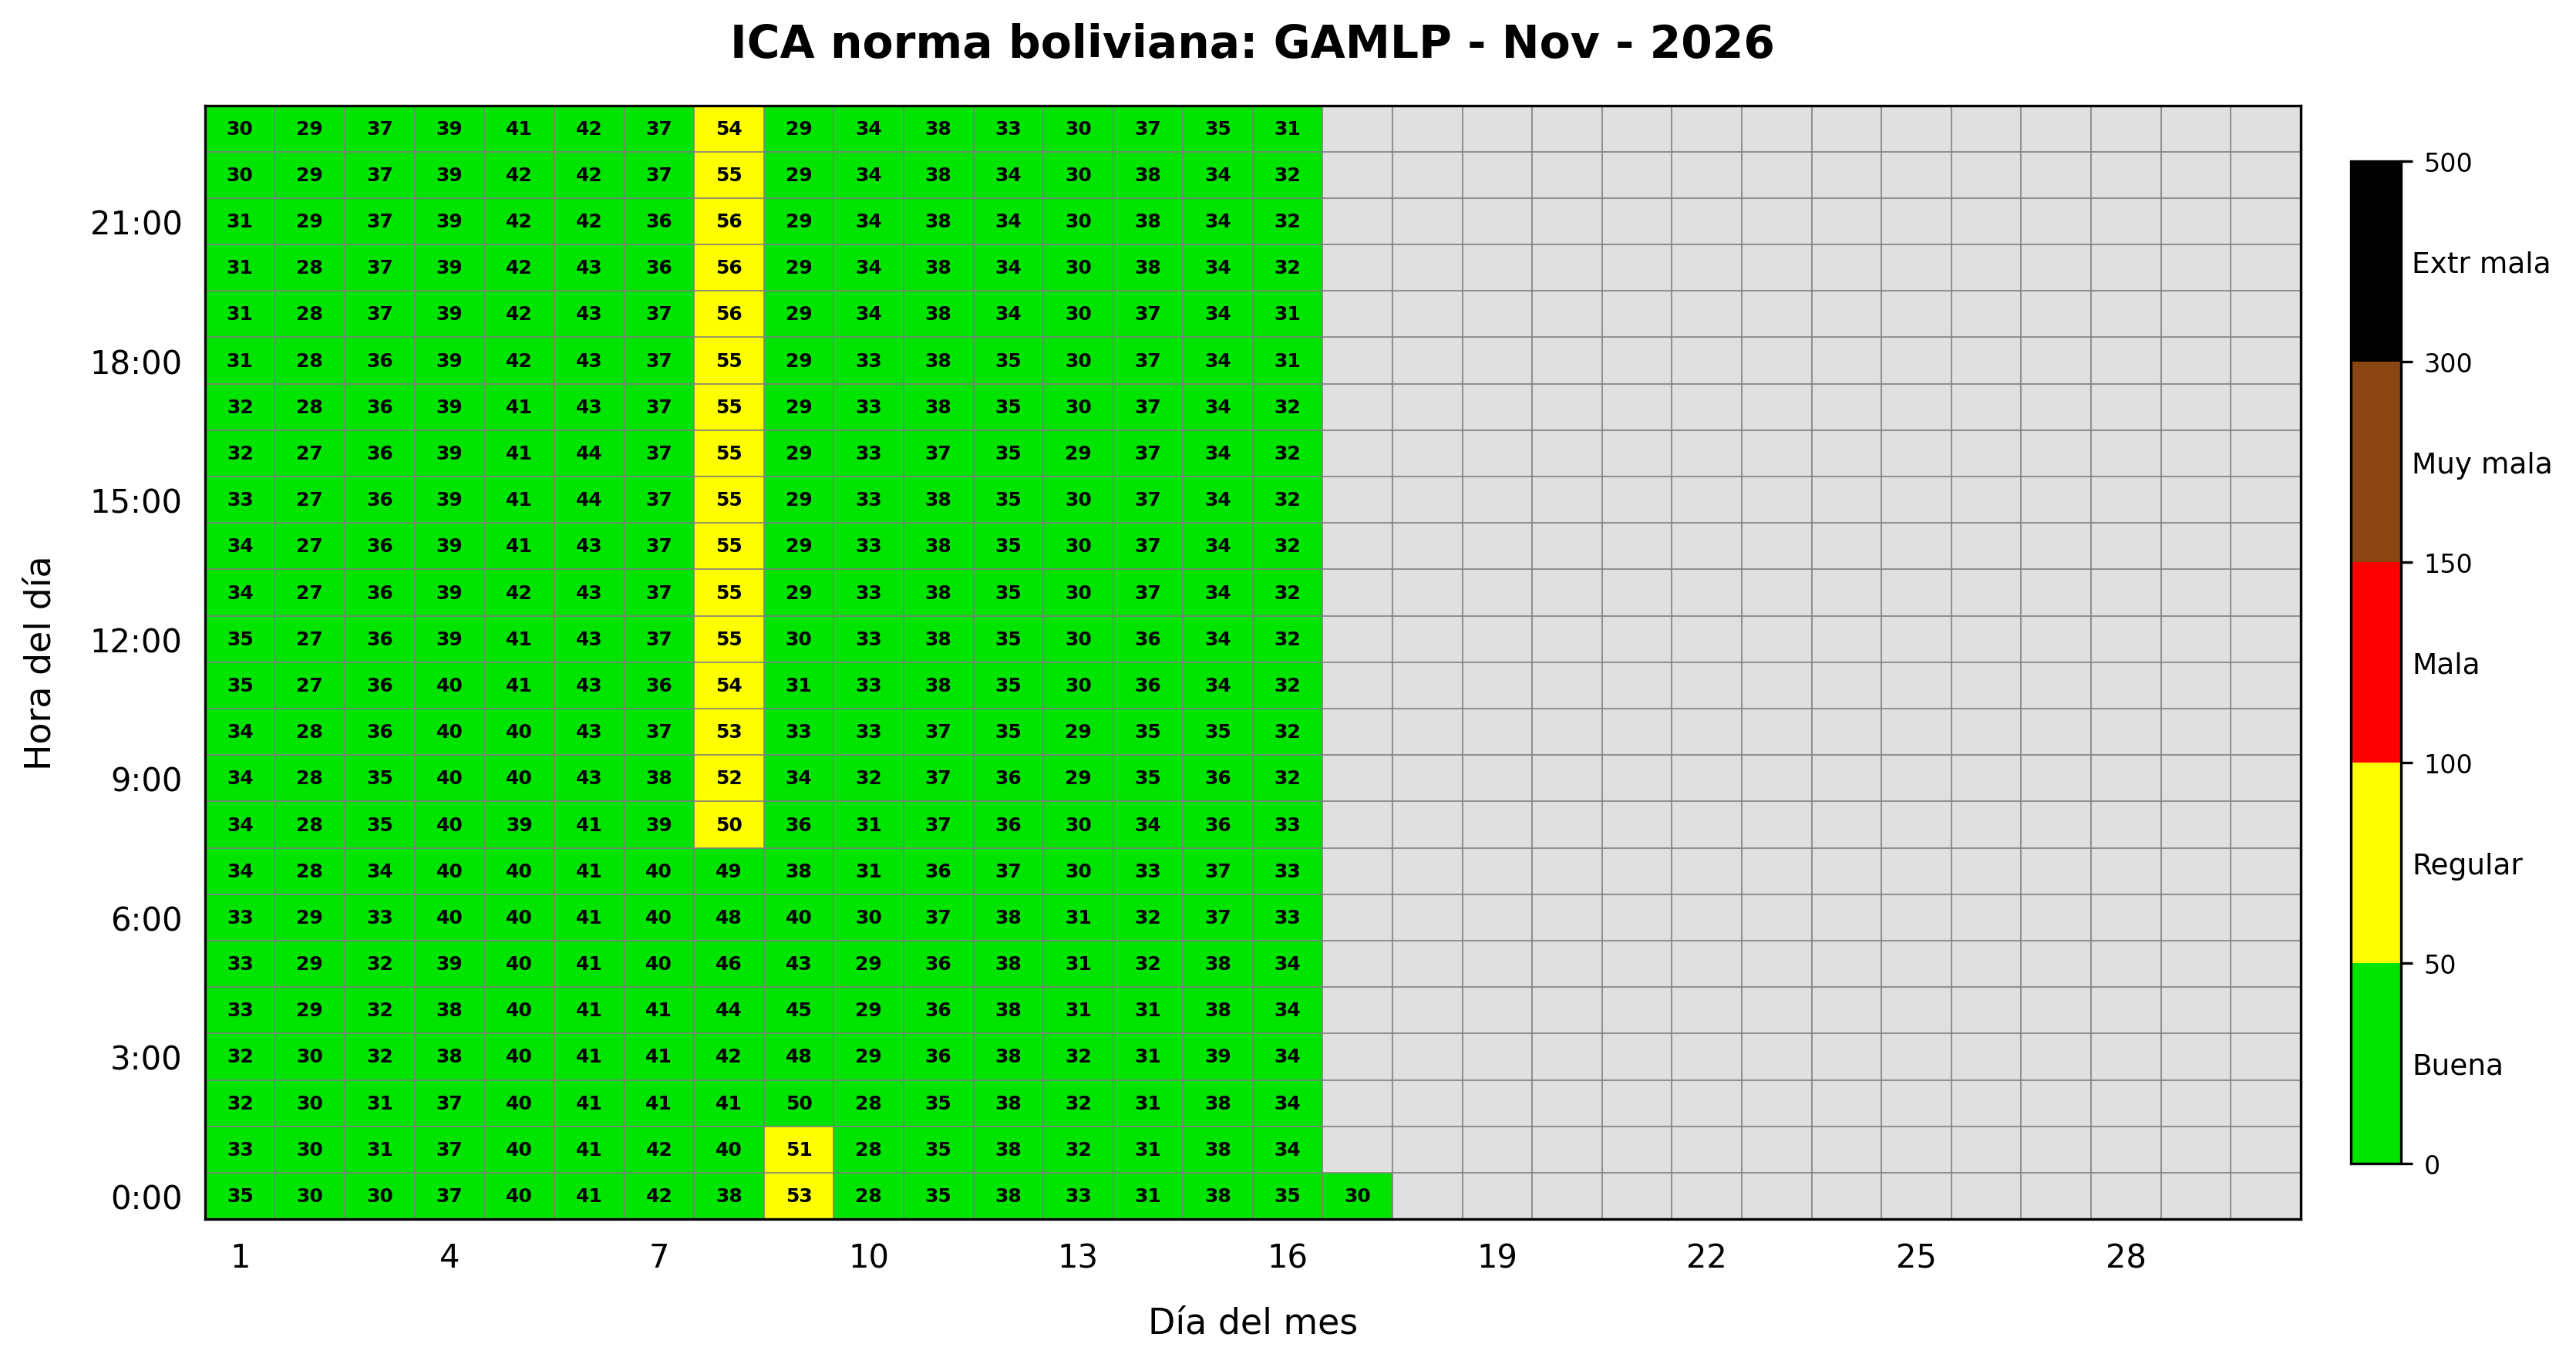 ICA norma boliviana: GAMLP - Nov - 2026
30 29 37 39 41 42 37 54 29 34 38 33 30 37 35 31
30 29 37 39 42 42 37 55 29 34 38 34 30 38 34 32
21:00 31 29 37 39 42 42 36 56 29 34 38 34 30 38 34 32
31 28 37 39 42 43 36 56 29 34 38 34 30 38 34 32
31 28 37 39 42 43 37 56 29 34 38 34 30 37 34 31
18:00 31 28 36 39 42 43 37 55 29 33 38 35 30 37 34 31
32 28 36 39 41 43 37 55 29 33 38 35 30 37 34 32
32 27 36 39 41 44 37 55 29 33 37 35 29 37 34 32
15:00 33 27 36 39 41 44 37 55 29 33 38 35 30 37 34 32
34 27 36 39 41 43 37 55 29 33 38 35 30 37 34 32
34 27 36 39 42 43 37 55 29 33 38 35 30 37 34 32
12:00 35 27 36 39 41 43 37 55 30 33 38 35 30 36 34 32
35 27 36 40 41 43 36 54 31 33 38 35 30 36 34 32
34 28 36 40 40 43 37 53 33 33 37 35 29 35 35 32
9:00 34 28 35 40 40 43 38 52 34 32 37 36 29 35 36 32
34 28 35 40 39 41 39 50 36 31 37 36 30 34 36 33
34 28 34 40 40 41 40 49 38 31 36 37 30 33 37 33
6:00 33 29 33 40 40 41 40 48 40 30 37 38 31 32 37 33
33 29 32 39 40 41 40 46 43 29 36 38 31 32 38 34
33 29 32 38 40 41 41 44 45 29 36 38 31 31 38 34
3:00 32 30 32 38 40 41 41 42 48 29 36 38 32 31 39 34
32 30 31 37 40 41 41 41 50 28 35 38 32 31 38 34
33 30 31 37 40 41 42 40 51 28 35 38 32 31 38 34
0:00 35 30 30 37 40 41 42 38 53 28 35 38 33 31 38 35 30
1 4 7 10 13 16 19 22 25 28
Día del mes
Hora del día
500
Extr mala
300
Muy mala
150
Mala
100
Regular
50
Buena
0